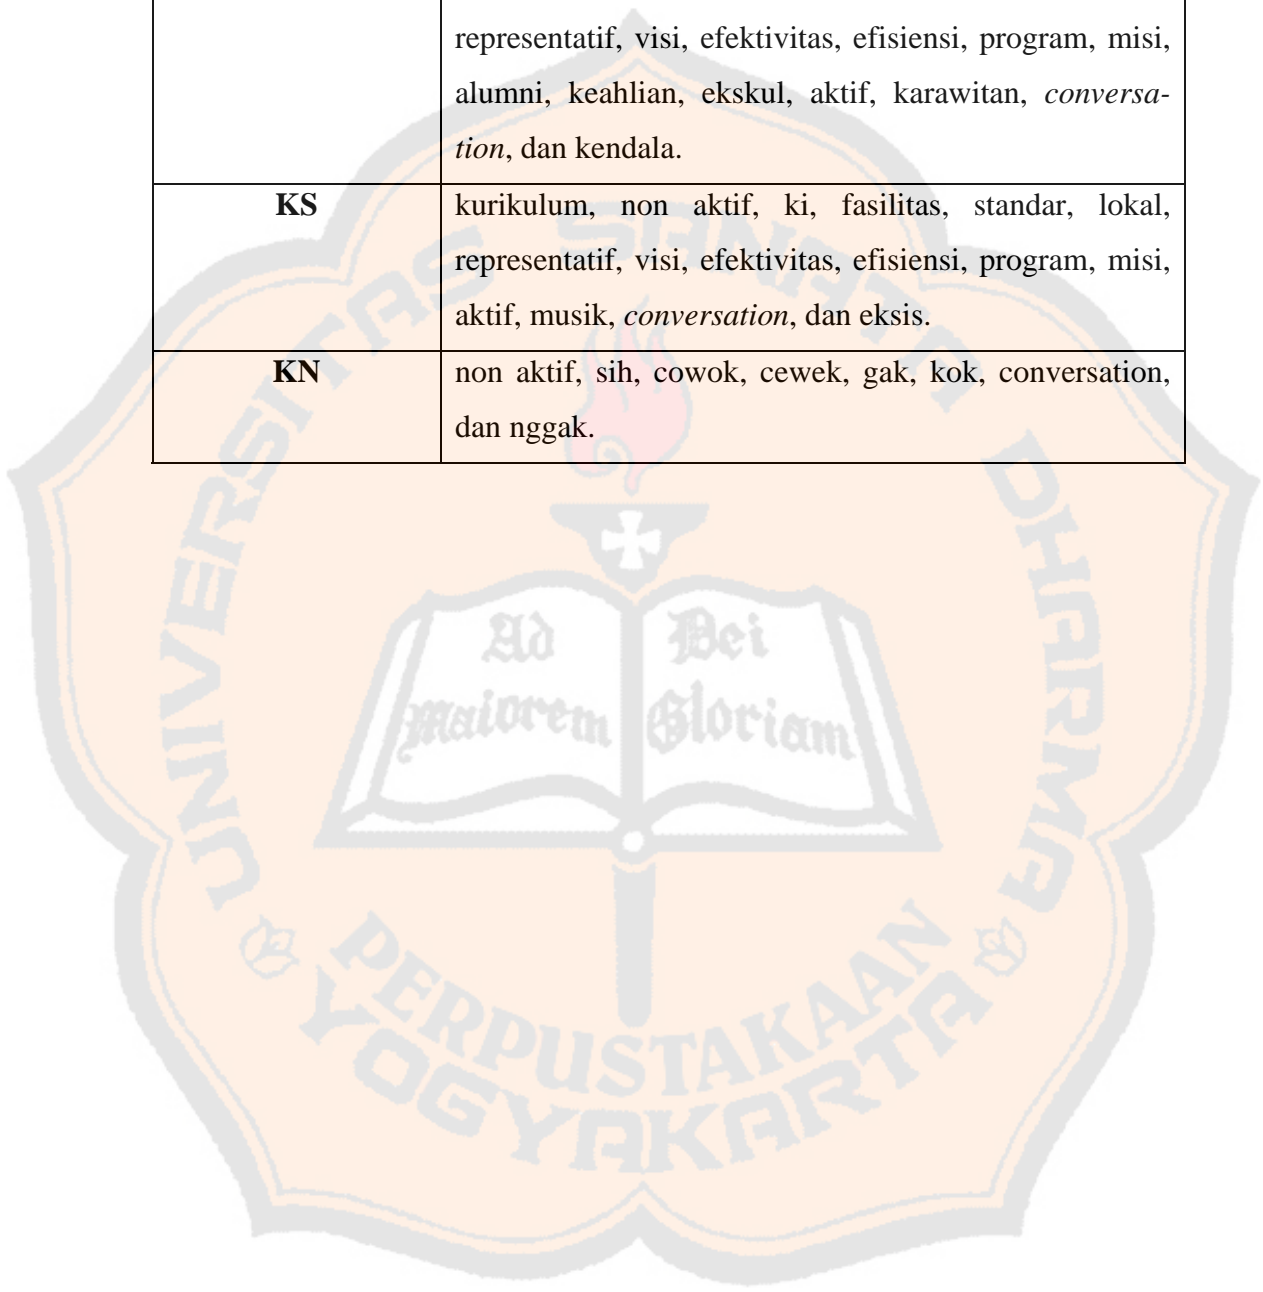 representatif, visi, efektivitas, efisiensi, program, misi,
alumni, keahlian, ekskul, aktif, karawitan, conversa-
tion, dan kendala.
KS
kurikulum, non aktif, ki, fasilitas, standar, lokal,
representatif, visi, efektivitas, efisiensi, program, misi,
aktif, musik, conversation, dan eksis.
KN
non aktif, sih, cowok, cewek, gak, kok, conversation,
dan nggak.
UNIVERSITAS SANATA DHARMA
Ad
maiorem
Dei
Gloriam
PERPUSTAKAAN
YOGYAKARTA